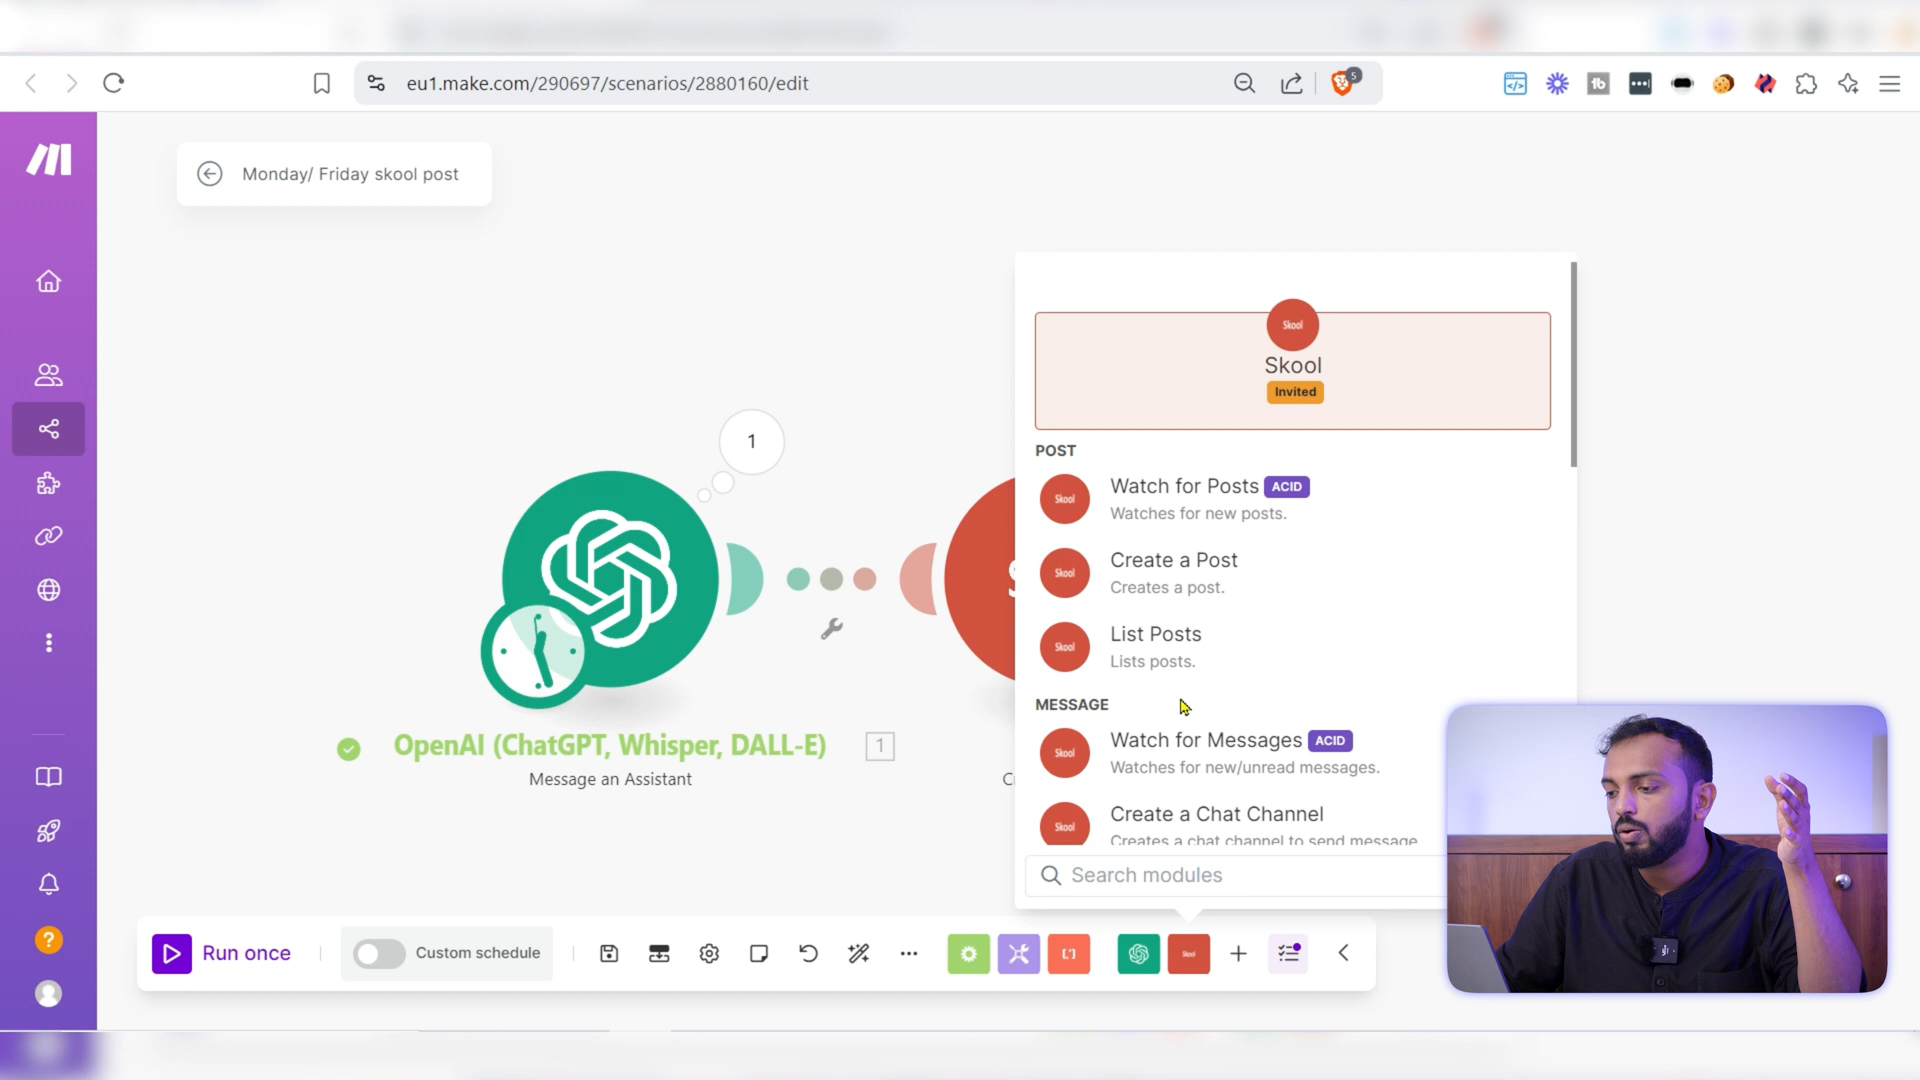 5
eu1.make.com/290697/scenarios/2880160/edit
Monday/ Friday skool post
Skool
Skool
Invited
POST
Skool
Watch for Posts ACID
Watches for new posts.
Skool
Create a Post
Creates a post.
Skool
List Posts
Lists posts.
MESSAGE
Skool
Watch for Messages ACID
Watches for new/unread messages.
Skool
Create a Chat Channel
Creates a chat channel to send message
Search modules
1
OpenAI (ChatGPT, Whisper, DALL-E) 1
Message an Assistant
Run once
Custom schedule
Skool